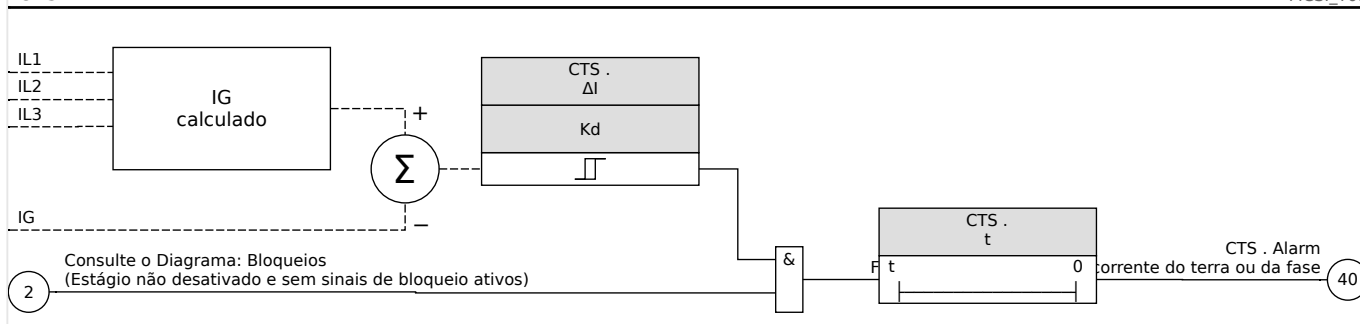 IL1
IL2
IL3
IG
calculado
+
Σ
−
IG
CTS .
ΔI
Kd
Consulte o Diagrama: Bloqueios
(Estágio não desativado e sem sinais de bloqueio ativos)
2
&
CTS .
t
F
t
0
CTS . Alarm
corrente do terra ou da fase
40